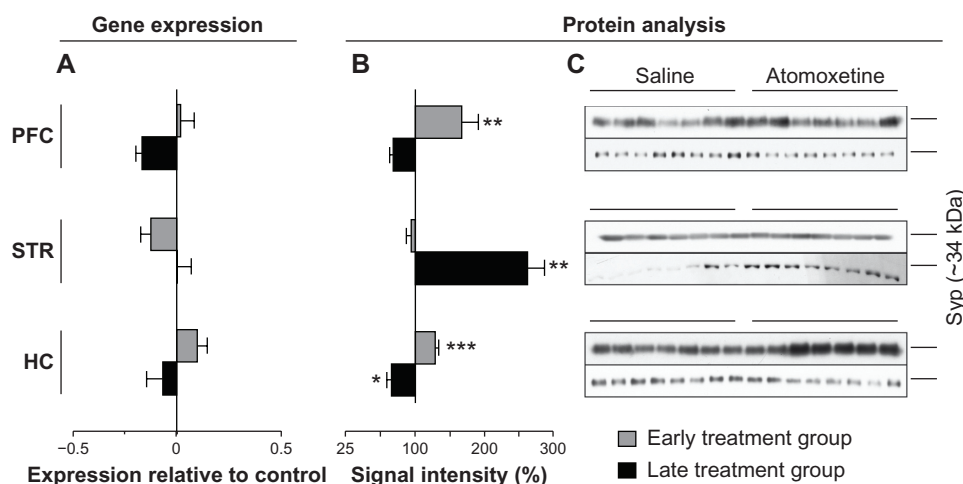 Gene expression
Protein analysis
A
B
C
Saline
Atomoxetine
PFC
**
STR
**
HC
***
*
Syp (~34 kDa)
−0.5
0
0.5
25
100
200
300
Expression relative to control
Signal intensity (%)
Early treatment group
Late treatment group